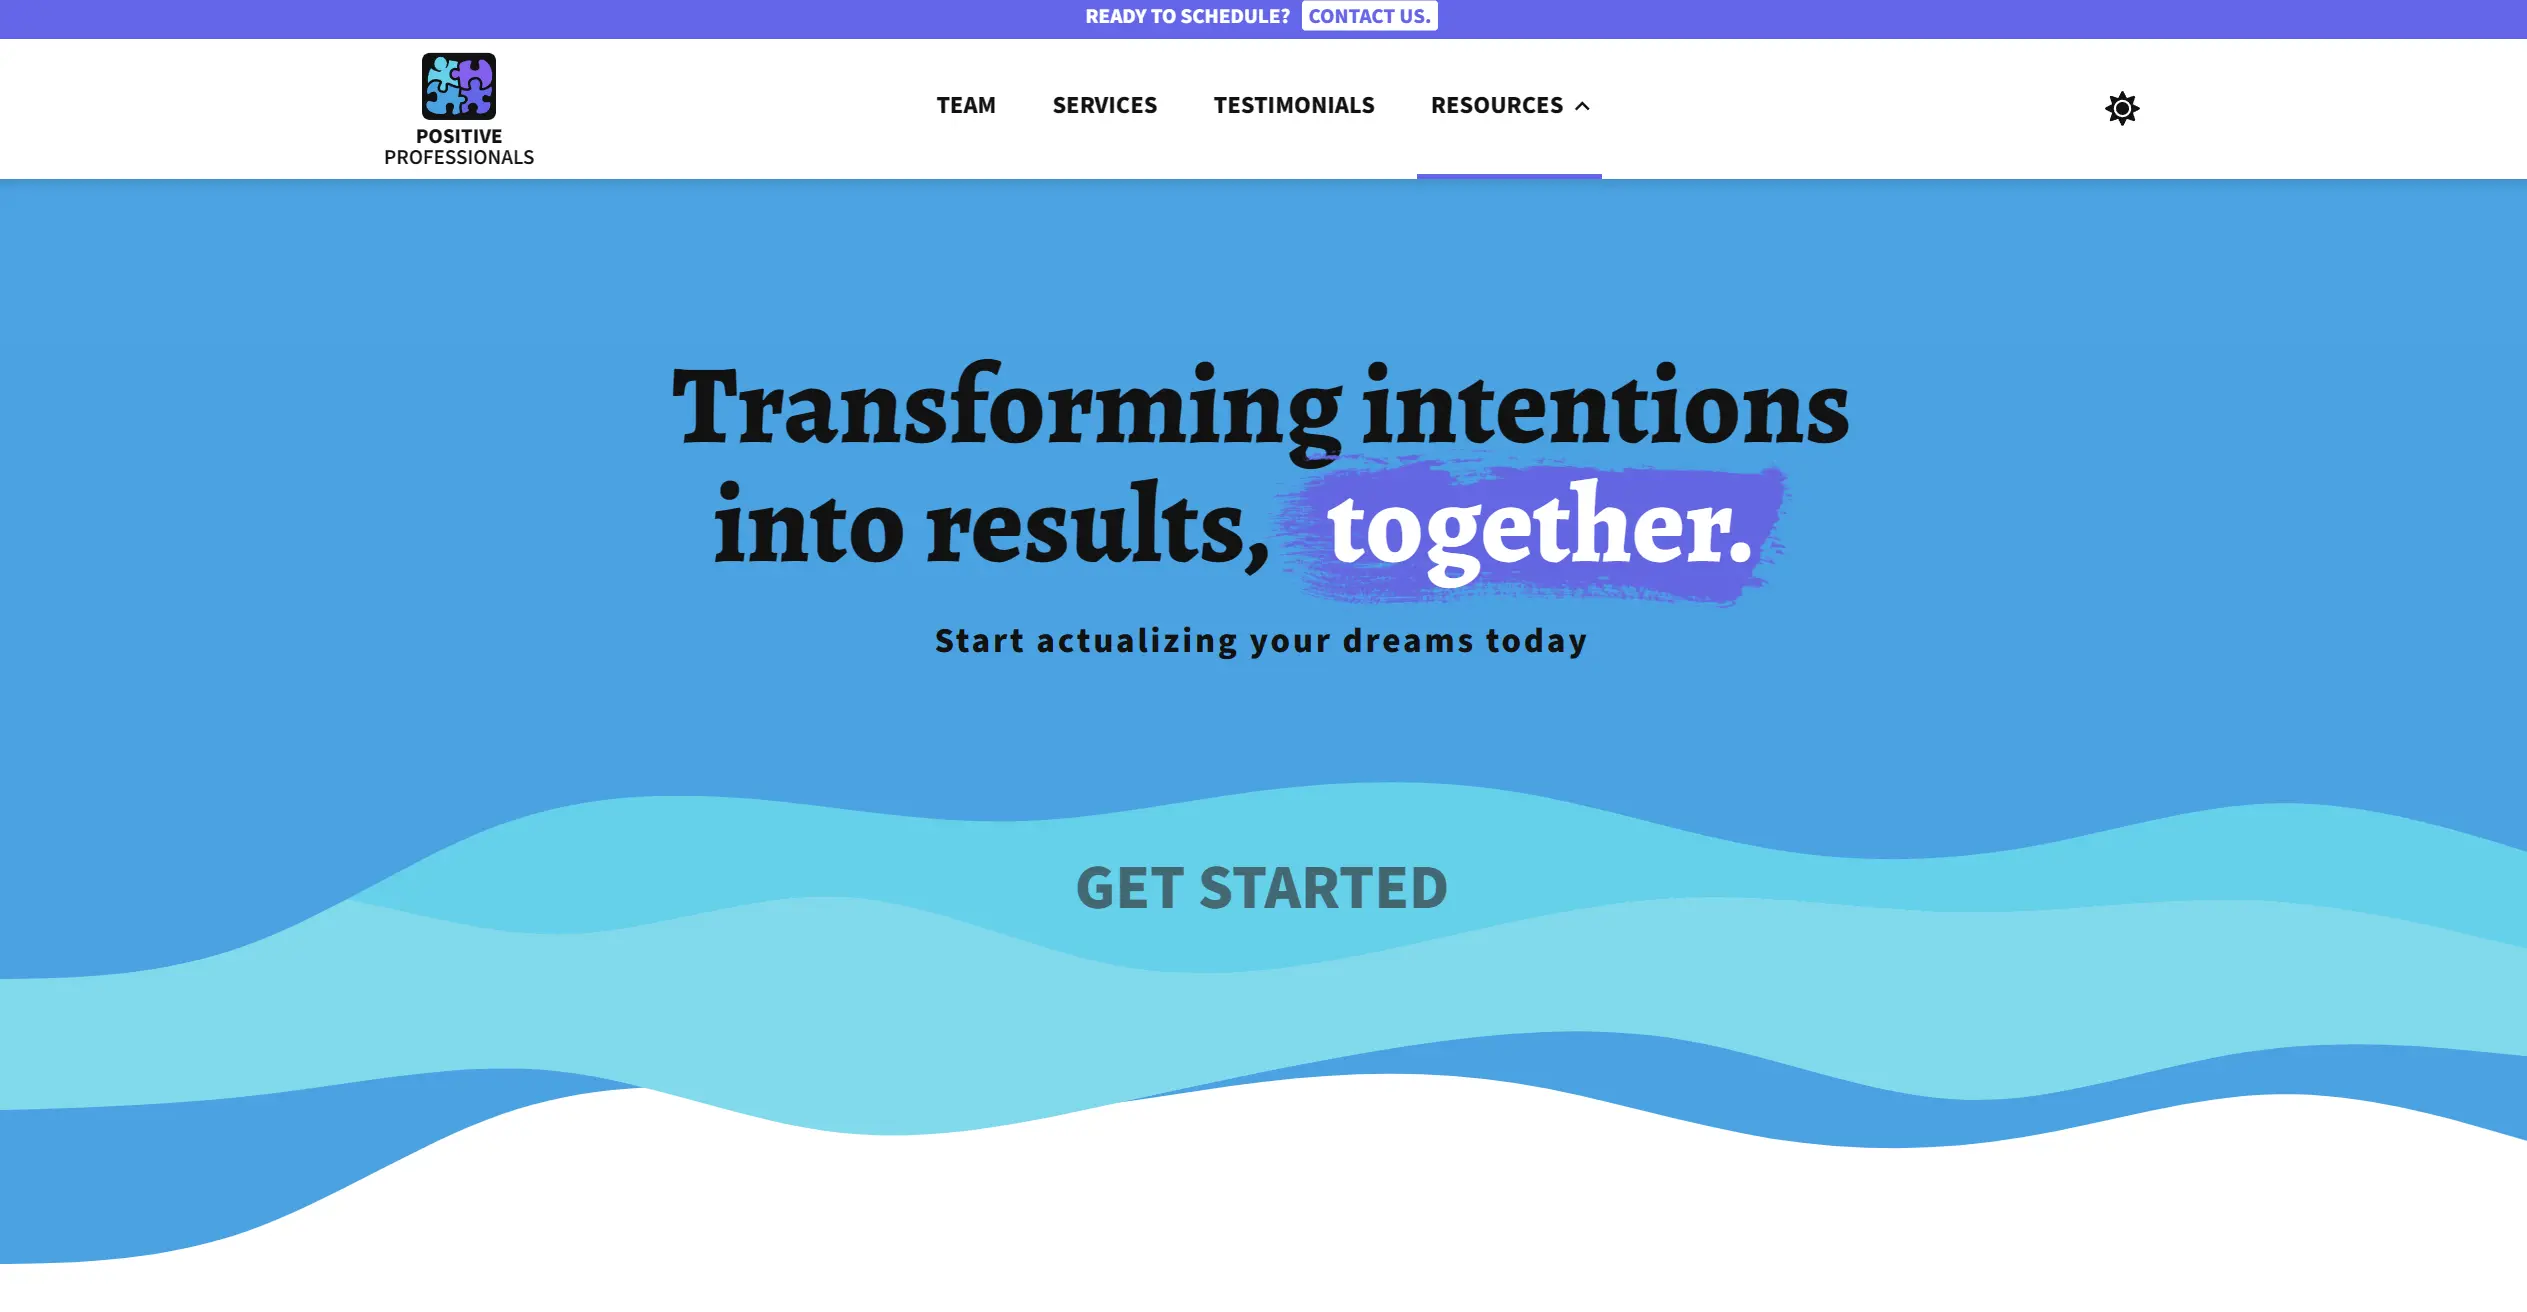 READY TO SCHEDULE? CONTACT US.
POSITIVE
PROFESSIONALS
TEAM SERVICES TESTIMONIALS RESOURCES
Transforming intentions
into results, together.
Start actualizing your dreams today
GET STARTED